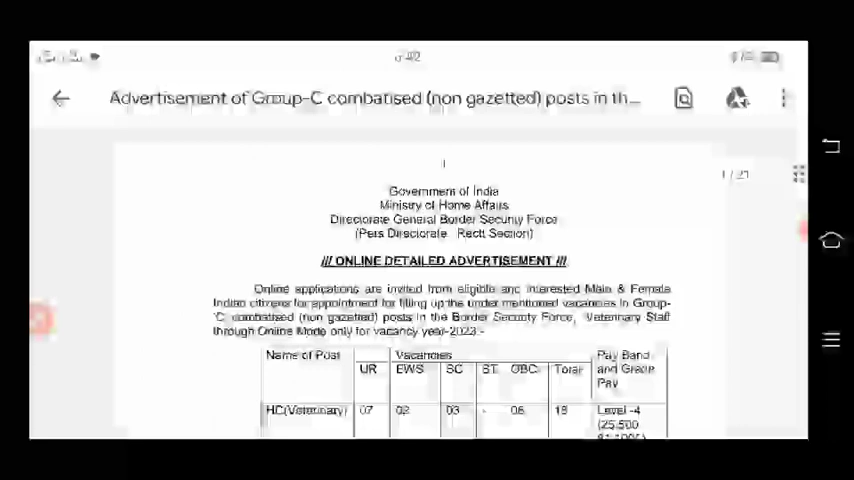 Advertisement of Group-C combatised (non gazetted) posts in th...
1
1/21
Government of India
Ministry of Home Affairs
Directorate General Border Security Force
(Pers Directorate Rectt Section)
/// ONLINE DETAILED ADVERTISEMENT ///
Online applications are invited from eligible and interested Male & Female
Indian citizens for appointment for filling up the under mentioned vacancies in Group-
'C' combatised (non gazetted) posts in the Border Security Force, Veterinary Staff
through Online Mode only for vacancy year-2023:-
Name of Post Vacancies Pay Band and Grade Pay
UR EWS SC ST OBC Total
HC(Veterinary) 07 02 03 - 06 18 Level -4
(25,500